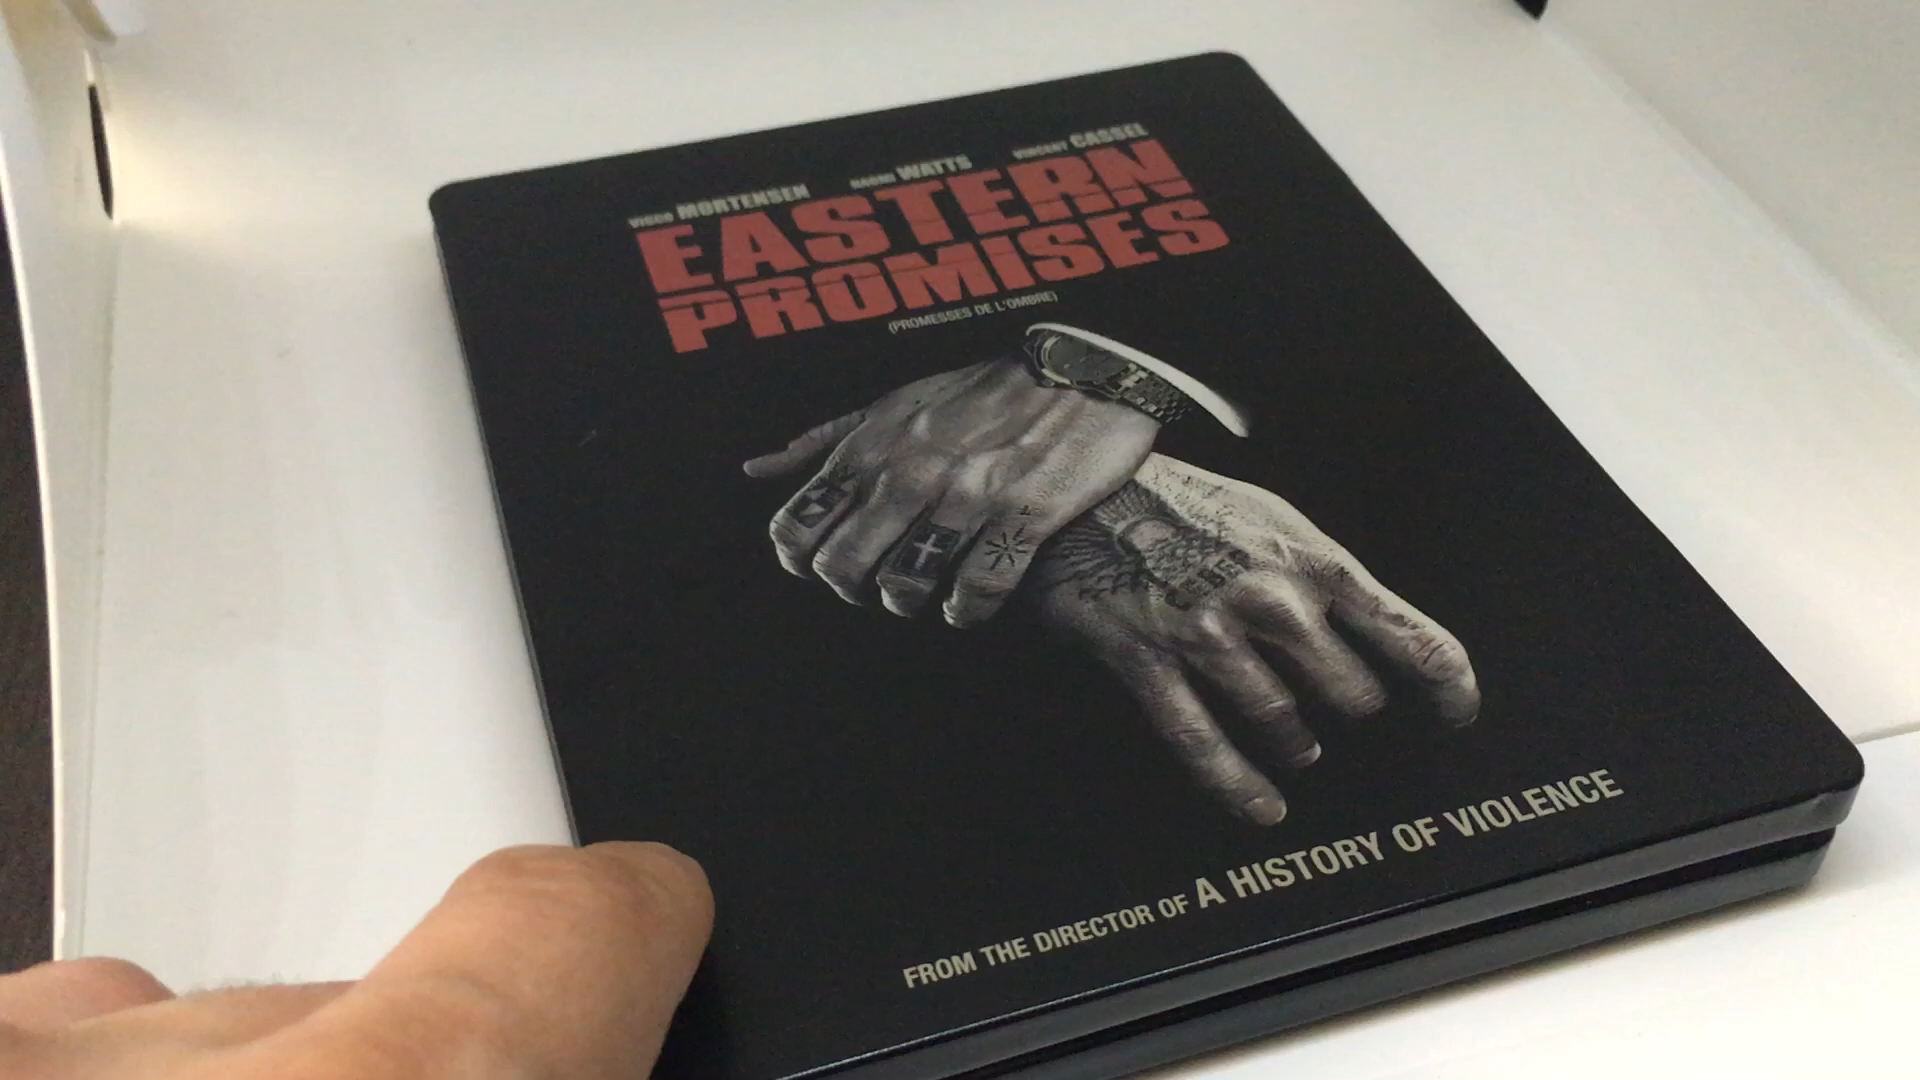 VIGGO MORTENSEN NAOMI WATTS VINCENT CASSEL
EASTERN
PROMISES
(PROMESSES DE L'OMBRE)
FROM THE DIRECTOR OF A HISTORY OF VIOLENCE